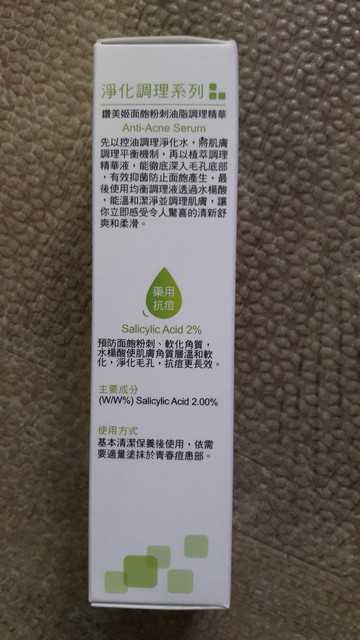 淨化調理系列
鑽美姬面皰粉刺油脂調理精華
Anti-Acne Serum
先以控油調理淨化水，將肌膚
調理平衡機制，再以植萃調理
精華液，能徹底深入毛孔底部
，有效抑菌防止面皰產生，最
後使用均衡調理液透過水楊酸
，能溫和潔淨並調理肌膚，讓
你立即感受令人驚喜的清新舒
爽和柔滑。
藥用
抗痘
Salicylic Acid 2%
預防面皰粉刺、軟化角質，
水楊酸使肌膚角質層溫和軟
化，淨化毛孔，抗痘更長效。
主要成分
(W/W%) Salicylic Acid 2.00%
使用方式
基本清潔保養後使用，依需
要適量塗抹於青春痘患部。